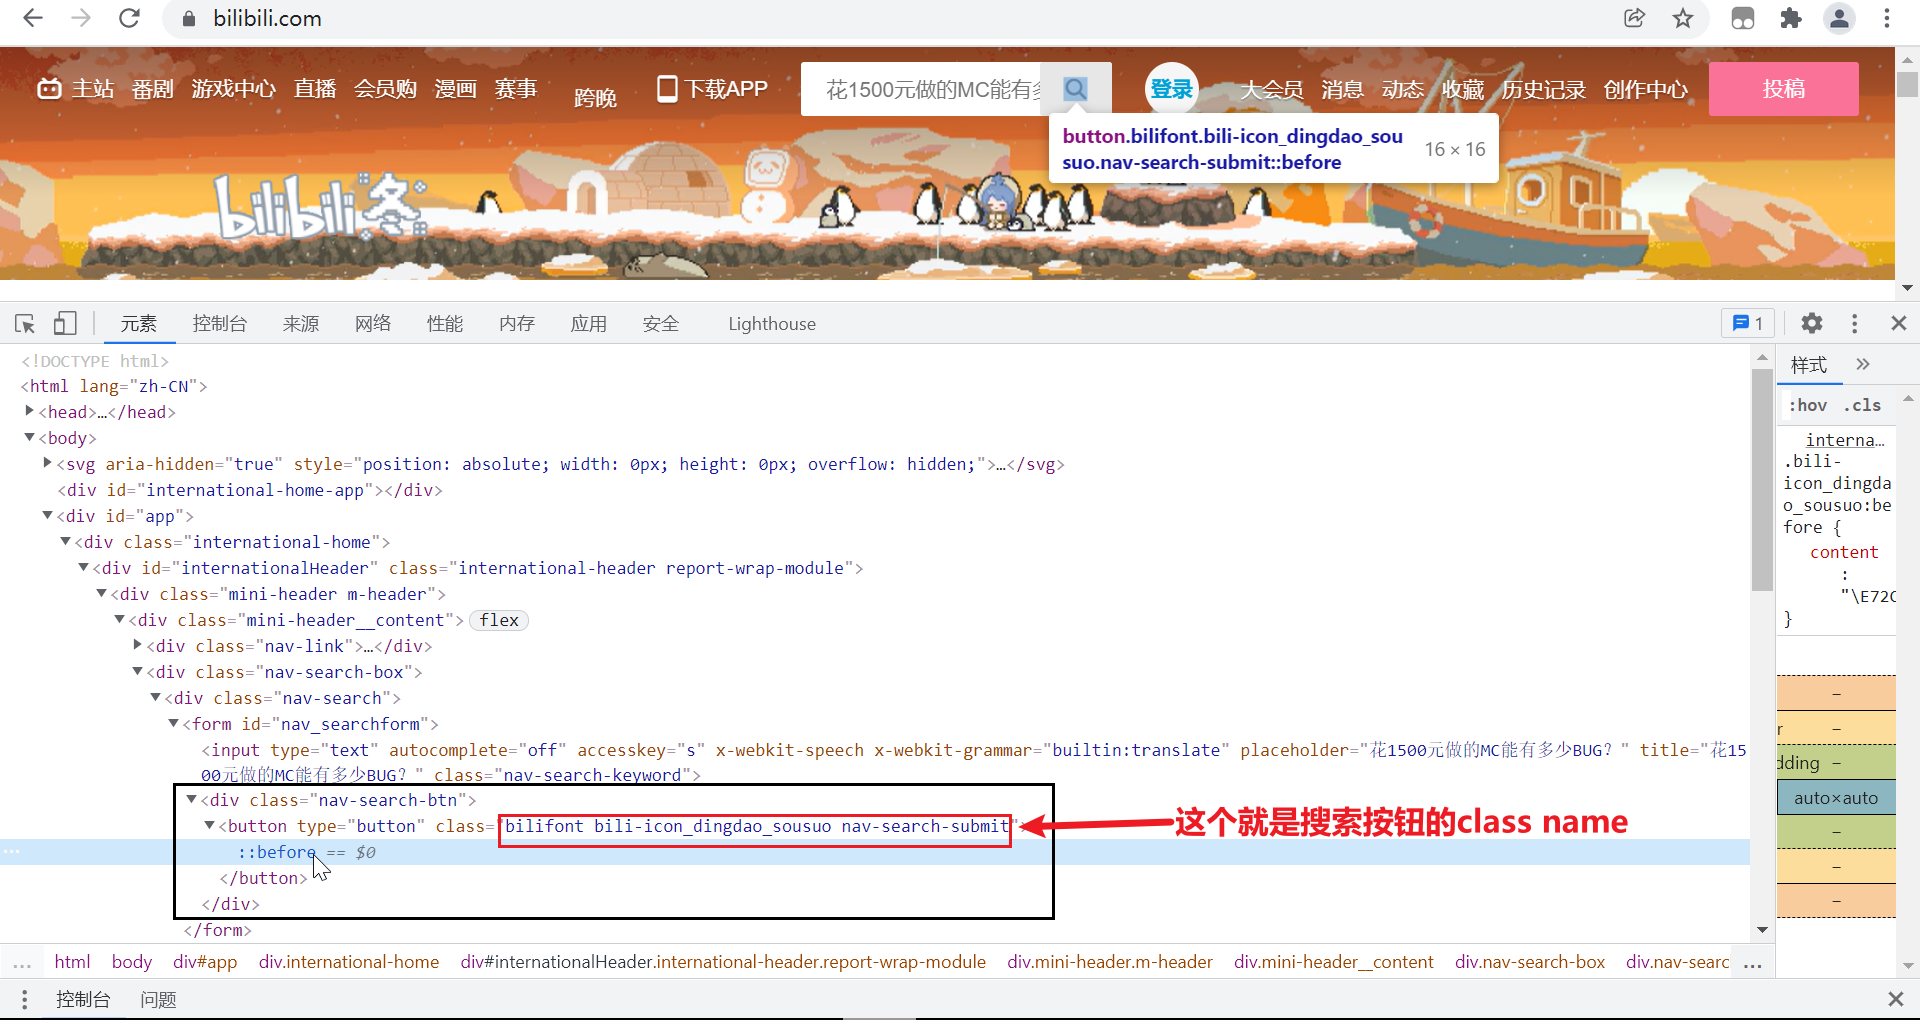 bilibili.com
主站 番剧 游戏中心 直播 会员购 漫画 赛事 跨晚 下载APP 花1500元做的MC能有多 登录 大会员 消息 动态 收藏 历史记录 创作中心 投稿
button.bilifont.bili-icon_dingdao_sou
suo.nav-search-submit::before
16 × 16
bilibili冬
元素 控制台 来源 网络 性能 内存 应用 安全 Lighthouse 1
<!DOCTYPE html>
<html lang="zh-CN">
<head>…</head>
<body>
<svg aria-hidden="true" style="position: absolute; width: 0px; height: 0px; overflow: hidden;">…</svg>
<div id="international-home-app"></div>
<div id="app">
<div class="international-home">
<div id="internationalHeader" class="international-header report-wrap-module">
<div class="mini-header m-header">
<div class="mini-header__content"> flex
<div class="nav-link">…</div>
<div class="nav-search-box">
<div class="nav-search">
<form id="nav_searchform">
<input type="text" autocomplete="off" accesskey="s" x-webkit-speech x-webkit-grammar="builtin:translate" placeholder="花1500元做的MC能有多少BUG？" title="花15
00元做的MC能有多少BUG？" class="nav-search-keyword">
<div class="nav-search-btn">
<button type="button" class="bilifont bili-icon_dingdao_sousuo nav-search-submit">
这个就是搜索按钮的class name
::before == $0
</button>
</div>
</form>
样式
:hov .cls
interna…
.bili-
icon_dingda
o_sousuo:be
fore {
content
:
"\E72C
}
–
r –
dding –
auto×auto
–
–
–
… html body div#app div.international-home div#internationalHeader.international-header.report-wrap-module div.mini-header.m-header div.mini-header__content div.nav-search-box div.nav-searc …
控制台 问题